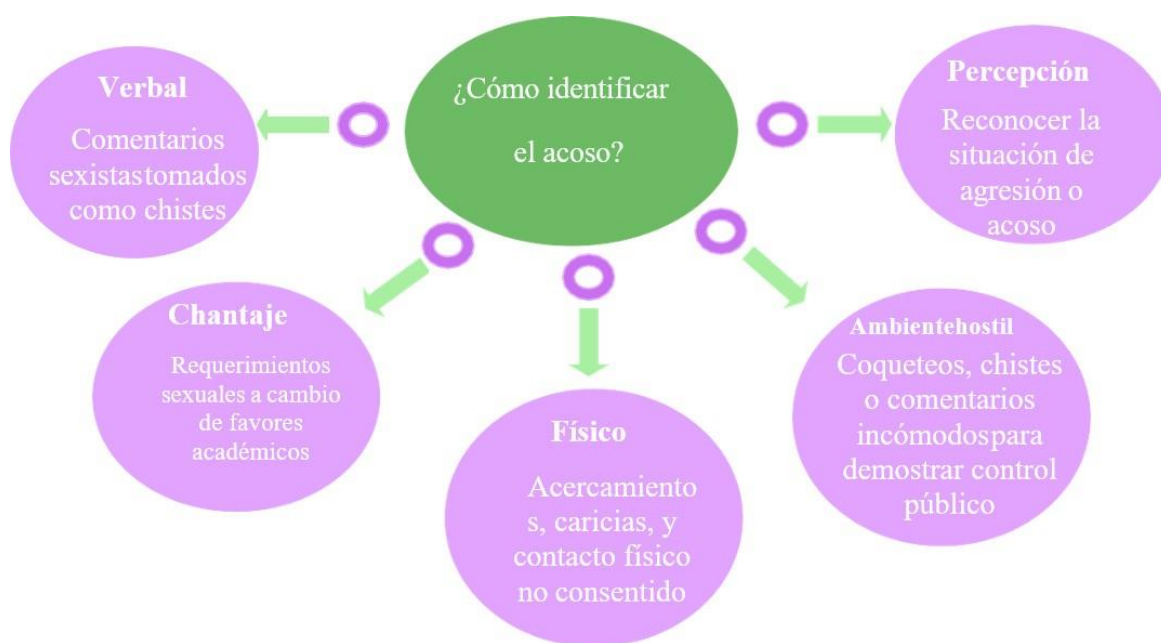 ¿Cómo identificar
el acoso?
Verbal
Comentarios
sexistastomados
como chistes
Percepción
Reconocer la
situación de
agresión o
acoso
Chantaje
Requerimientos
sexuales a cambio
de favores
académicos
Físico
Acercamiento
s, caricias, y
contacto físico
no consentido
Ambientehostil
Coqueteos, chistes
o comentarios
incómodospara
demostrar control
público